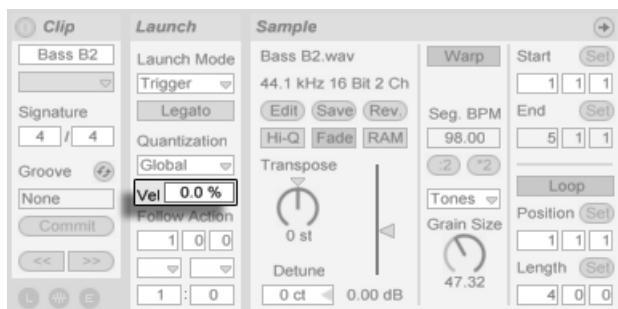 Clip
Bass B2
Signature
4 / 4
Groove
None
Commit
<< >>
L E
Launch
Launch Mode
Trigger
Legato
Quantization
Global
Vel 0.0 %
Follow Action
1 0 0
1 : 0
Sample
Bass B2.wav
44.1 kHz 16 Bit 2 Ch
Edit Save Rev.
Hi-Q Fade RAM
Transpose
0 st
Detune
0 ct 0.00 dB
Warp
Seg. BPM
98.00
:2 *2
Tones
Grain Size
47.32
Start Set
1 1 1
End Set
5 1 1
Loop
Position Set
1 1 1
Length Set
4 0 0